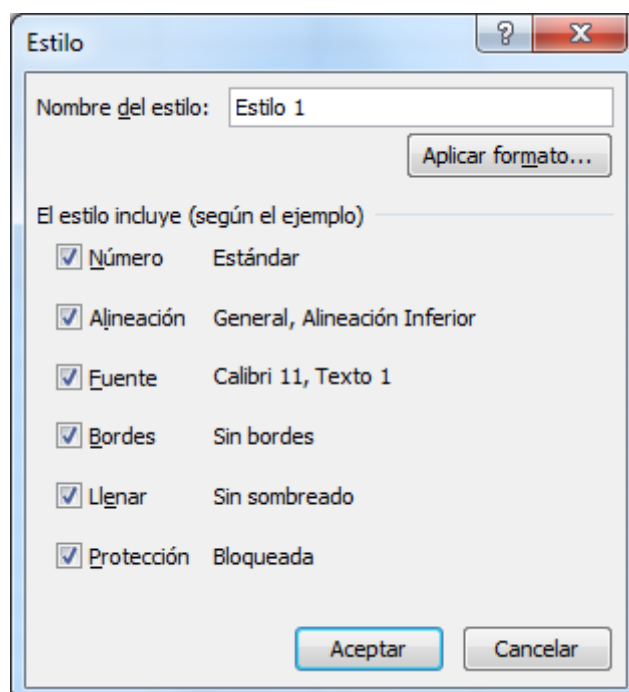 Estilo
Nombre del estilo: Estilo 1
Aplicar formato...
El estilo incluye (según el ejemplo)
Número Estándar
Alineación General, Alineación Inferior
Fuente Calibri 11, Texto 1
Bordes Sin bordes
Llenar Sin sombreado
Protección Bloqueada
Aceptar Cancelar